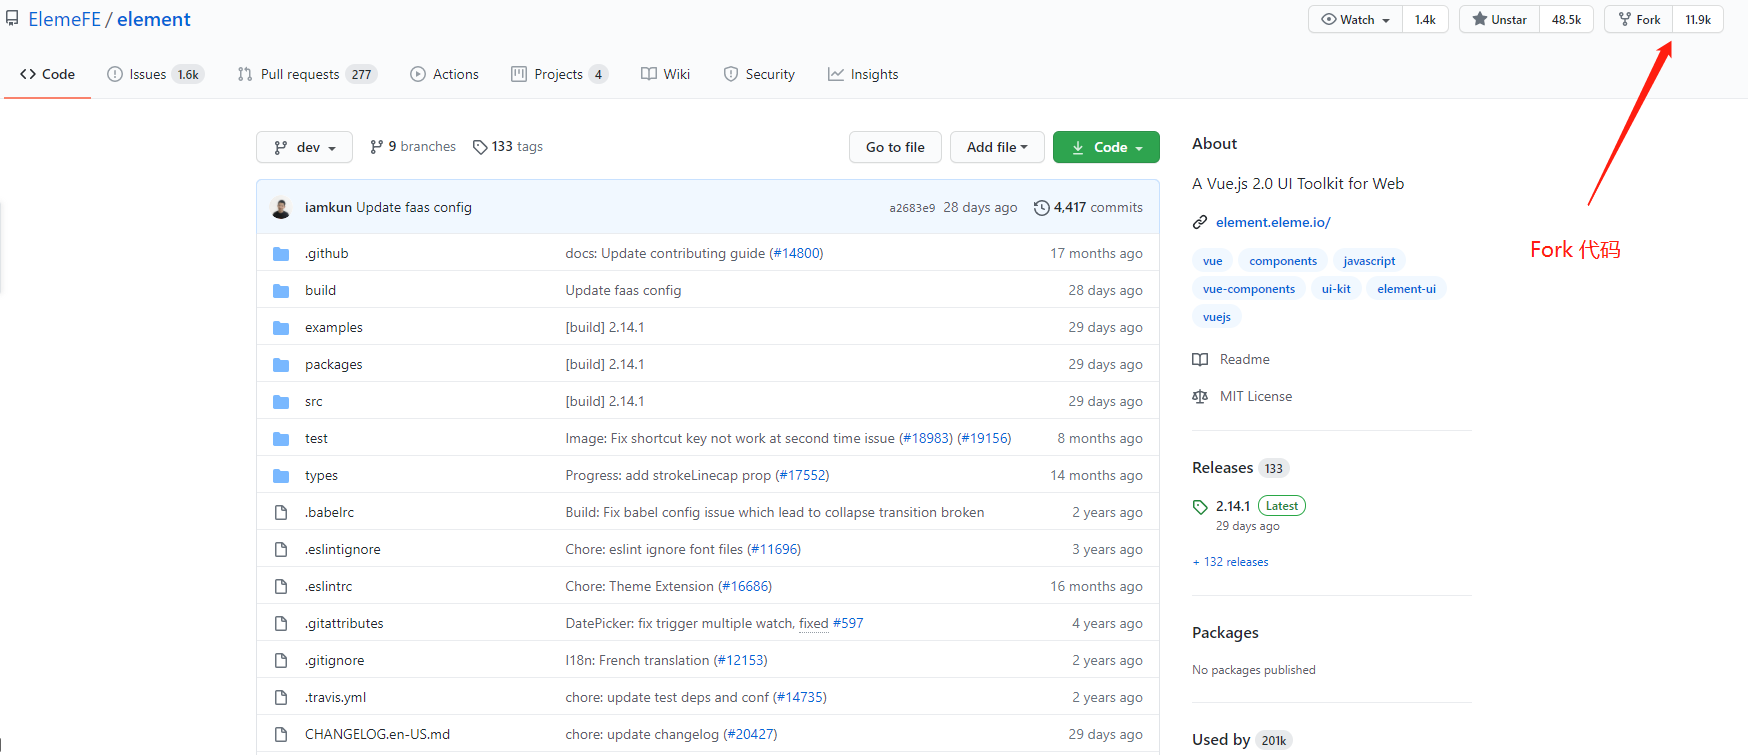 ElemeFE / element
Watch 1.4k Unstar 48.5k Fork 11.9k
Code Issues 1.6k Pull requests 277 Actions Projects 4 Wiki Security Insights
dev 9 branches 133 tags Go to file Add file Code
iamkun Update faas config a2683e9 28 days ago 4,417 commits
.github docs: Update contributing guide (#14800) 17 months ago
build Update faas config 28 days ago
examples [build] 2.14.1 29 days ago
packages [build] 2.14.1 29 days ago
src [build] 2.14.1 29 days ago
test Image: Fix shortcut key not work at second time issue (#18983) (#19156) 8 months ago
types Progress: add strokeLinecap prop (#17552) 14 months ago
.babelrc Build: Fix babel config issue which lead to collapse transition broken 2 years ago
.eslintignore Chore: eslint ignore font files (#11696) 3 years ago
.eslintrc Chore: Theme Extension (#16686) 16 months ago
.gitattributes DatePicker: fix trigger multiple watch, fixed #597 4 years ago
.gitignore I18n: French translation (#12153) 2 years ago
.travis.yml chore: update test deps and conf (#14735) 2 years ago
CHANGELOG.en-US.md chore: update changelog (#20427) 29 days ago
About
A Vue.js 2.0 UI Toolkit for Web
element.eleme.io/
vue components javascript
vue-components ui-kit element-ui
vuejs
Readme
MIT License
Releases 133
2.14.1 Latest
29 days ago
+ 132 releases
Packages
No packages published
Used by 201k
Fork 代码